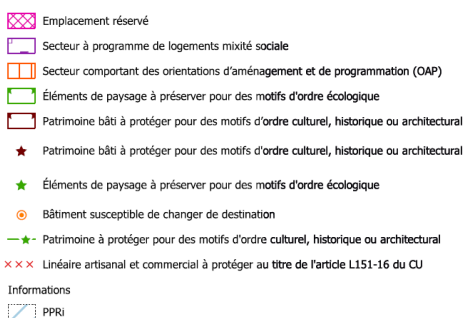 Emplacement réservé
Secteur à programme de logements mixité sociale
Secteur comportant des orientations d'aménagement et de programmation (OAP)
Éléments de paysage à préserver pour des motifs d'ordre écologique
Patrimoine bâti à protéger pour des motifs d'ordre culturel, historique ou architectural
Patrimoine bâti à protéger pour des motifs d'ordre culturel, historique ou architectural
Éléments de paysage à préserver pour des motifs d'ordre écologique
Bâtiment susceptible de changer de destination
Patrimoine à protéger pour des motifs d'ordre culturel, historique ou architectural
Linéaire artisanal et commercial à protéger au titre de l'article L151-16 du CU
Informations
PPRi